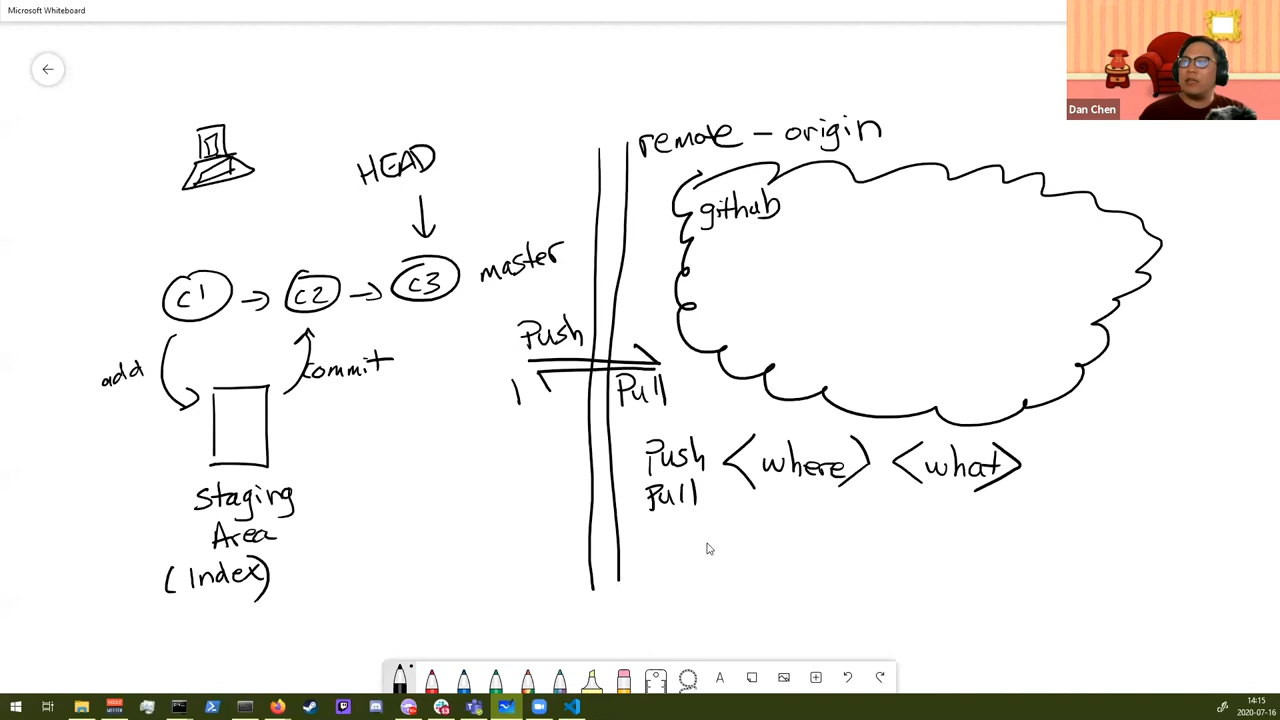 Microsoft Whiteboard
Dan Chen
remote - origin
HEAD
github
c1 → c2 → c3 master
Push
Pull
add
commit
Staging
Area
(Index)
Push <where> <what>
Pull
A
14:15
2020-07-16